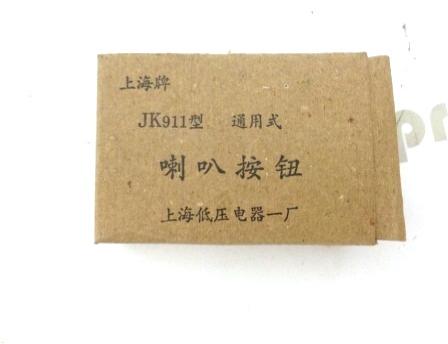 上海牌
JK911型 通用式
喇叭按钮
上海低压电器一厂